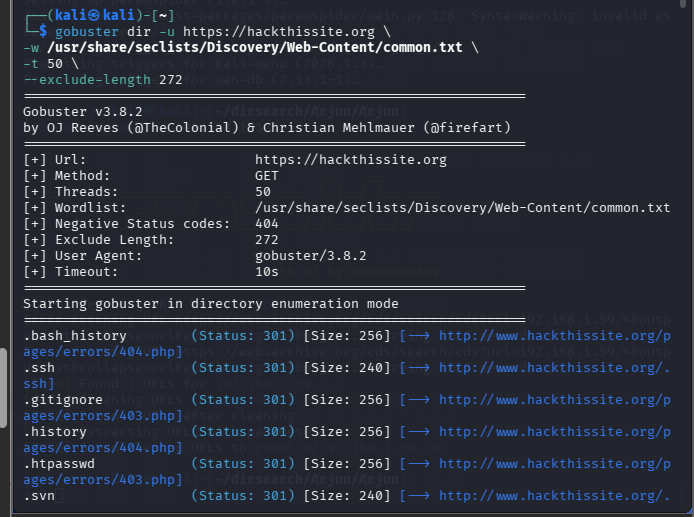 ┌──(kali㉿kali)-[~]
└─$ gobuster dir -u https://hackthissite.org \
-w /usr/share/seclists/Discovery/Web-Content/common.txt \
-t 50 \
--exclude-length 272
===============================================================
Gobuster v3.8.2
by OJ Reeves (@TheColonial) & Christian Mehlmauer (@firefart)
===============================================================
[+] Url:                     https://hackthissite.org
[+] Method:                  GET
[+] Threads:                 50
[+] Wordlist:                /usr/share/seclists/Discovery/Web-Content/common.txt
[+] Negative Status codes:   404
[+] Exclude Length:          272
[+] User Agent:              gobuster/3.8.2
[+] Timeout:                 10s
===============================================================
Starting gobuster in directory enumeration mode
===============================================================
.bash_history        (Status: 301) [Size: 256] [--> http://www.hackthissite.org/p
ages/errors/404.php]
.ssh                 (Status: 301) [Size: 240] [--> http://www.hackthissite.org/.
ssh]
.gitignore           (Status: 301) [Size: 256] [--> http://www.hackthissite.org/p
ages/errors/403.php]
.history             (Status: 301) [Size: 256] [--> http://www.hackthissite.org/p
ages/errors/404.php]
.htpasswd            (Status: 301) [Size: 256] [--> http://www.hackthissite.org/p
ages/errors/403.php]
.svn                 (Status: 301) [Size: 240] [--> http://www.hackthissite.org/.